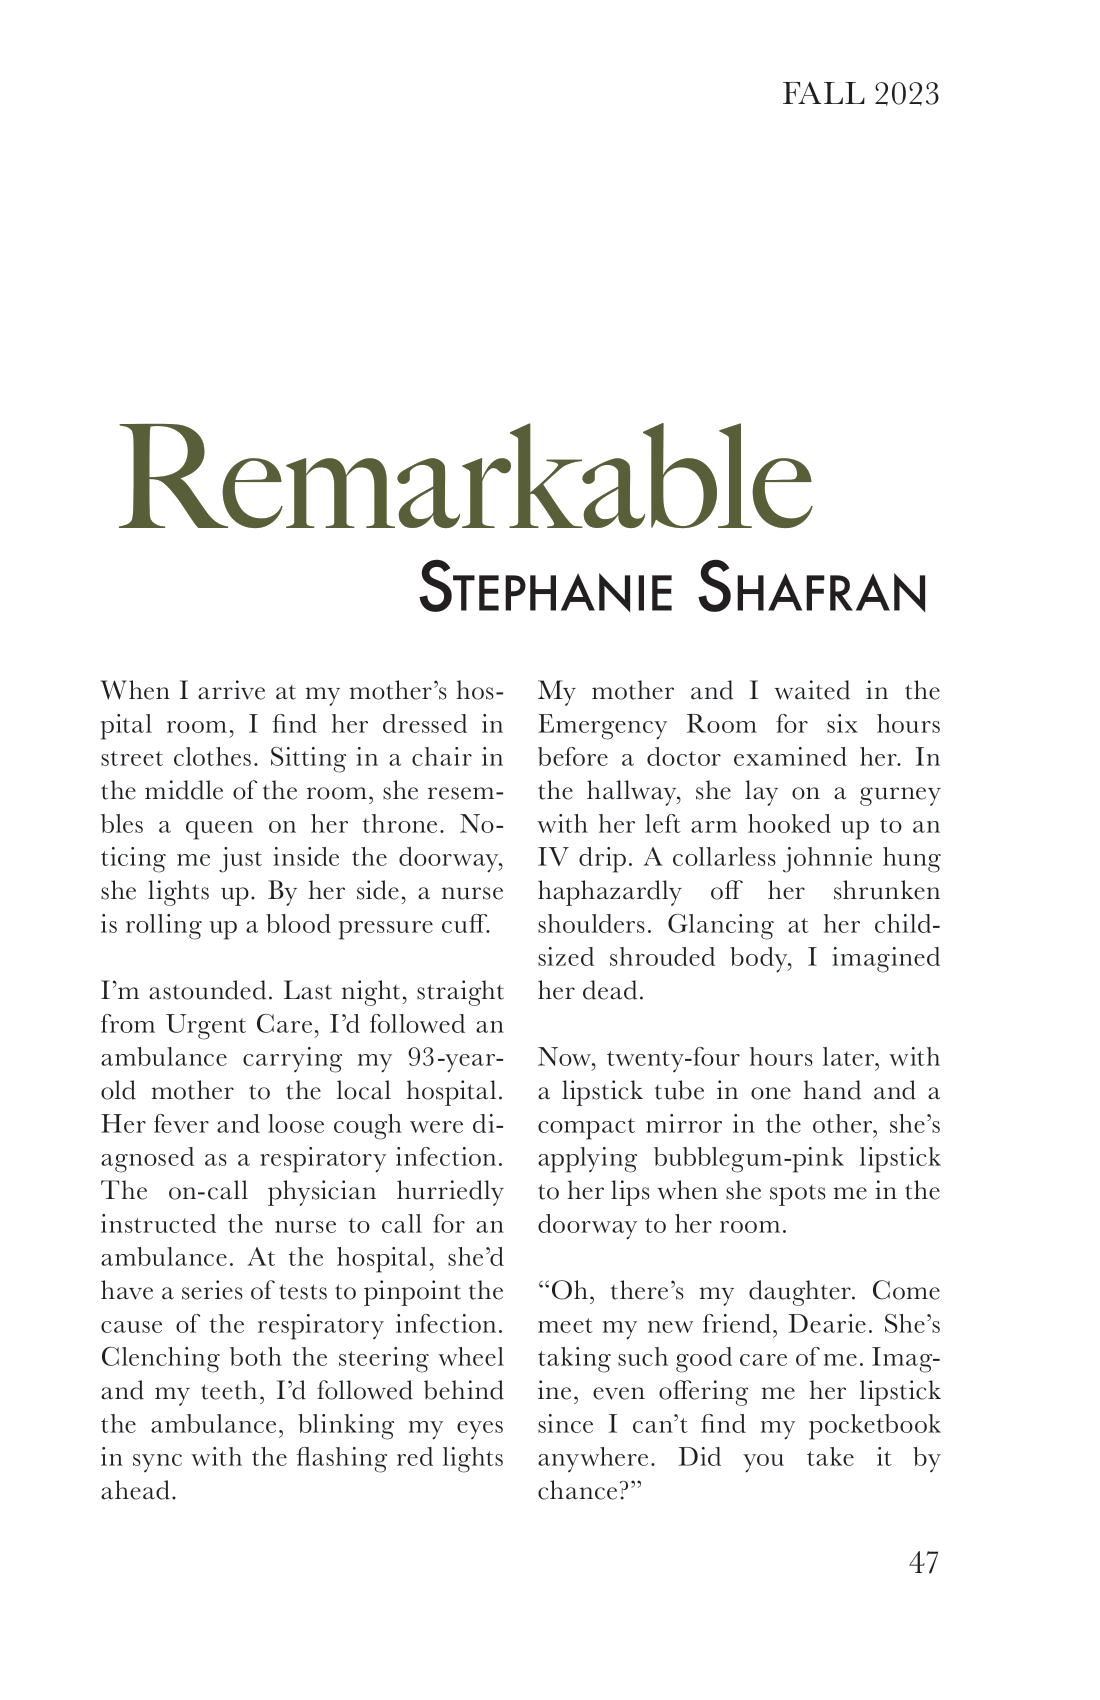 FALL 2023
Remarkable
STEPHANIE SHAFRAN
When I arrive at my mother’s hos-
pital room, I find her dressed in
street clothes. Sitting in a chair in
the middle of the room, she resem-
bles a queen on her throne. No-
ticing me just inside the doorway,
she lights up. By her side, a nurse
is rolling up a blood pressure cuff.
I’m astounded. Last night, straight
from Urgent Care, I’d followed an
ambulance carrying my 93-year-
old mother to the local hospital.
Her fever and loose cough were di-
agnosed as a respiratory infection.
The on-call physician hurriedly
instructed the nurse to call for an
ambulance. At the hospital, she’d
have a series of tests to pinpoint the
cause of the respiratory infection.
Clenching both the steering wheel
and my teeth, I’d followed behind
the ambulance, blinking my eyes
in sync with the flashing red lights
ahead.
My mother and I waited in the
Emergency Room for six hours
before a doctor examined her. In
the hallway, she lay on a gurney
with her left arm hooked up to an
IV drip. A collarless johnnie hung
haphazardly off her shrunken
shoulders. Glancing at her child-
sized shrouded body, I imagined
her dead.
Now, twenty-four hours later, with
a lipstick tube in one hand and a
compact mirror in the other, she’s
applying bubblegum-pink lipstick
to her lips when she spots me in the
doorway to her room.
“Oh, there’s my daughter. Come
meet my new friend, Dearie. She’s
taking such good care of me. Imag-
ine, even offering me her lipstick
since I can’t find my pocketbook
anywhere. Did you take it by
chance?”
47